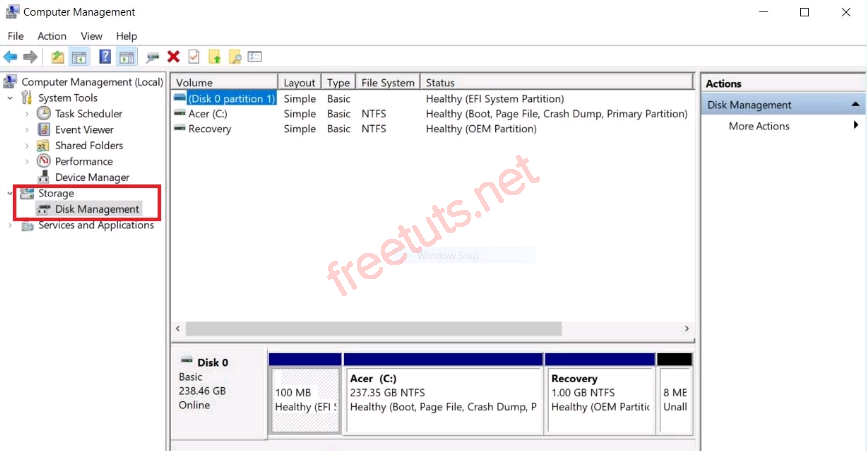 Computer Management
File Action View Help
Computer Management (Local)
System Tools
Task Scheduler
Event Viewer
Shared Folders
Performance
Device Manager
Storage
Disk Management
Services and Applications
Volume Layout Type File System Status
(Disk 0 partition 1) Simple Basic Healthy (EFI System Partition)
Acer (C:) Simple Basic NTFS Healthy (Boot, Page File, Crash Dump, Primary Partition)
Recovery Simple Basic NTFS Healthy (OEM Partition)
freetuts.net
Window Snip
Disk 0
Basic
238.46 GB
Online
100 MB
Healthy (EFI S
Acer (C:)
237.35 GB NTFS
Healthy (Boot, Page File, Crash Dump, P
Recovery
1.00 GB NTFS
Healthy (OEM Partitic
8 ME
Unall
Actions
Disk Management
More Actions